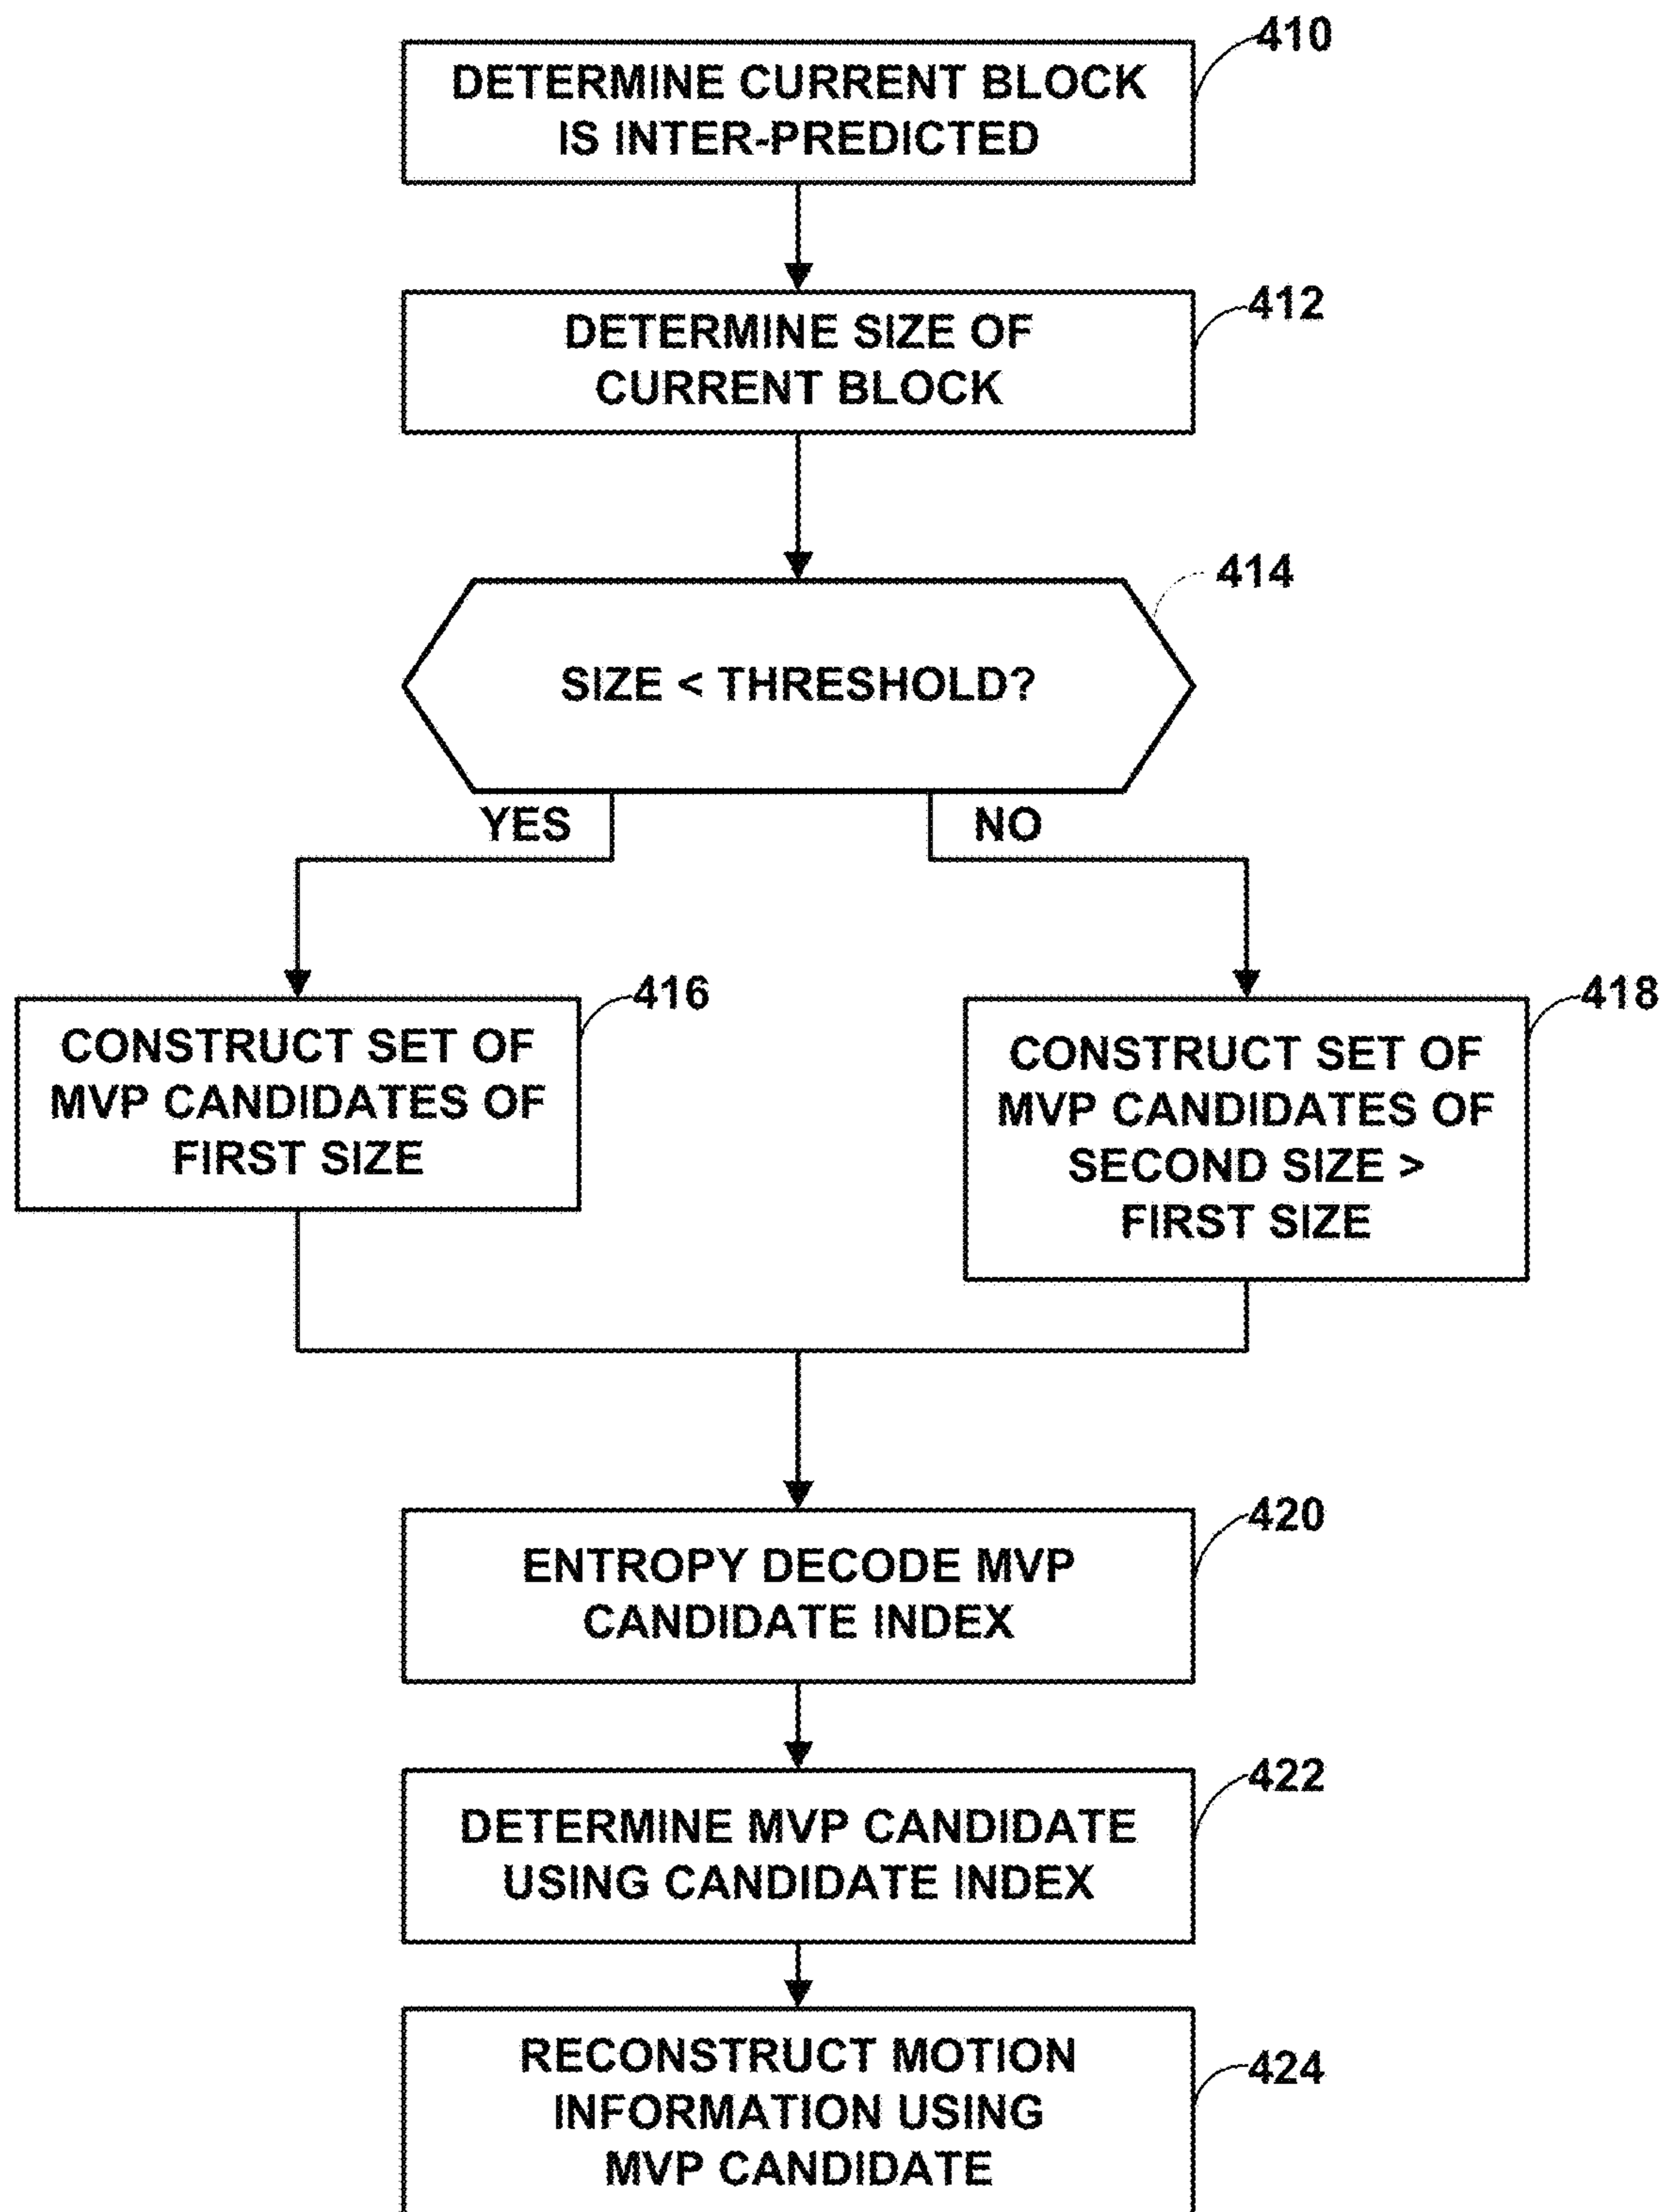 410
DETERMINE CURRENT BLOCK
IS INTER-PREDICTED
412
DETERMINE SIZE OF
CURRENT BLOCK
414
SIZE < THRESHOLD?
YES
NO
416
CONSTRUCT SET OF
MVP CANDIDATES OF
FIRST SIZE
418
CONSTRUCT SET OF
MVP CANDIDATES OF
SECOND SIZE >
FIRST SIZE
420
ENTROPY DECODE MVP
CANDIDATE INDEX
422
DETERMINE MVP CANDIDATE
USING CANDIDATE INDEX
424
RECONSTRUCT MOTION
INFORMATION USING
MVP CANDIDATE